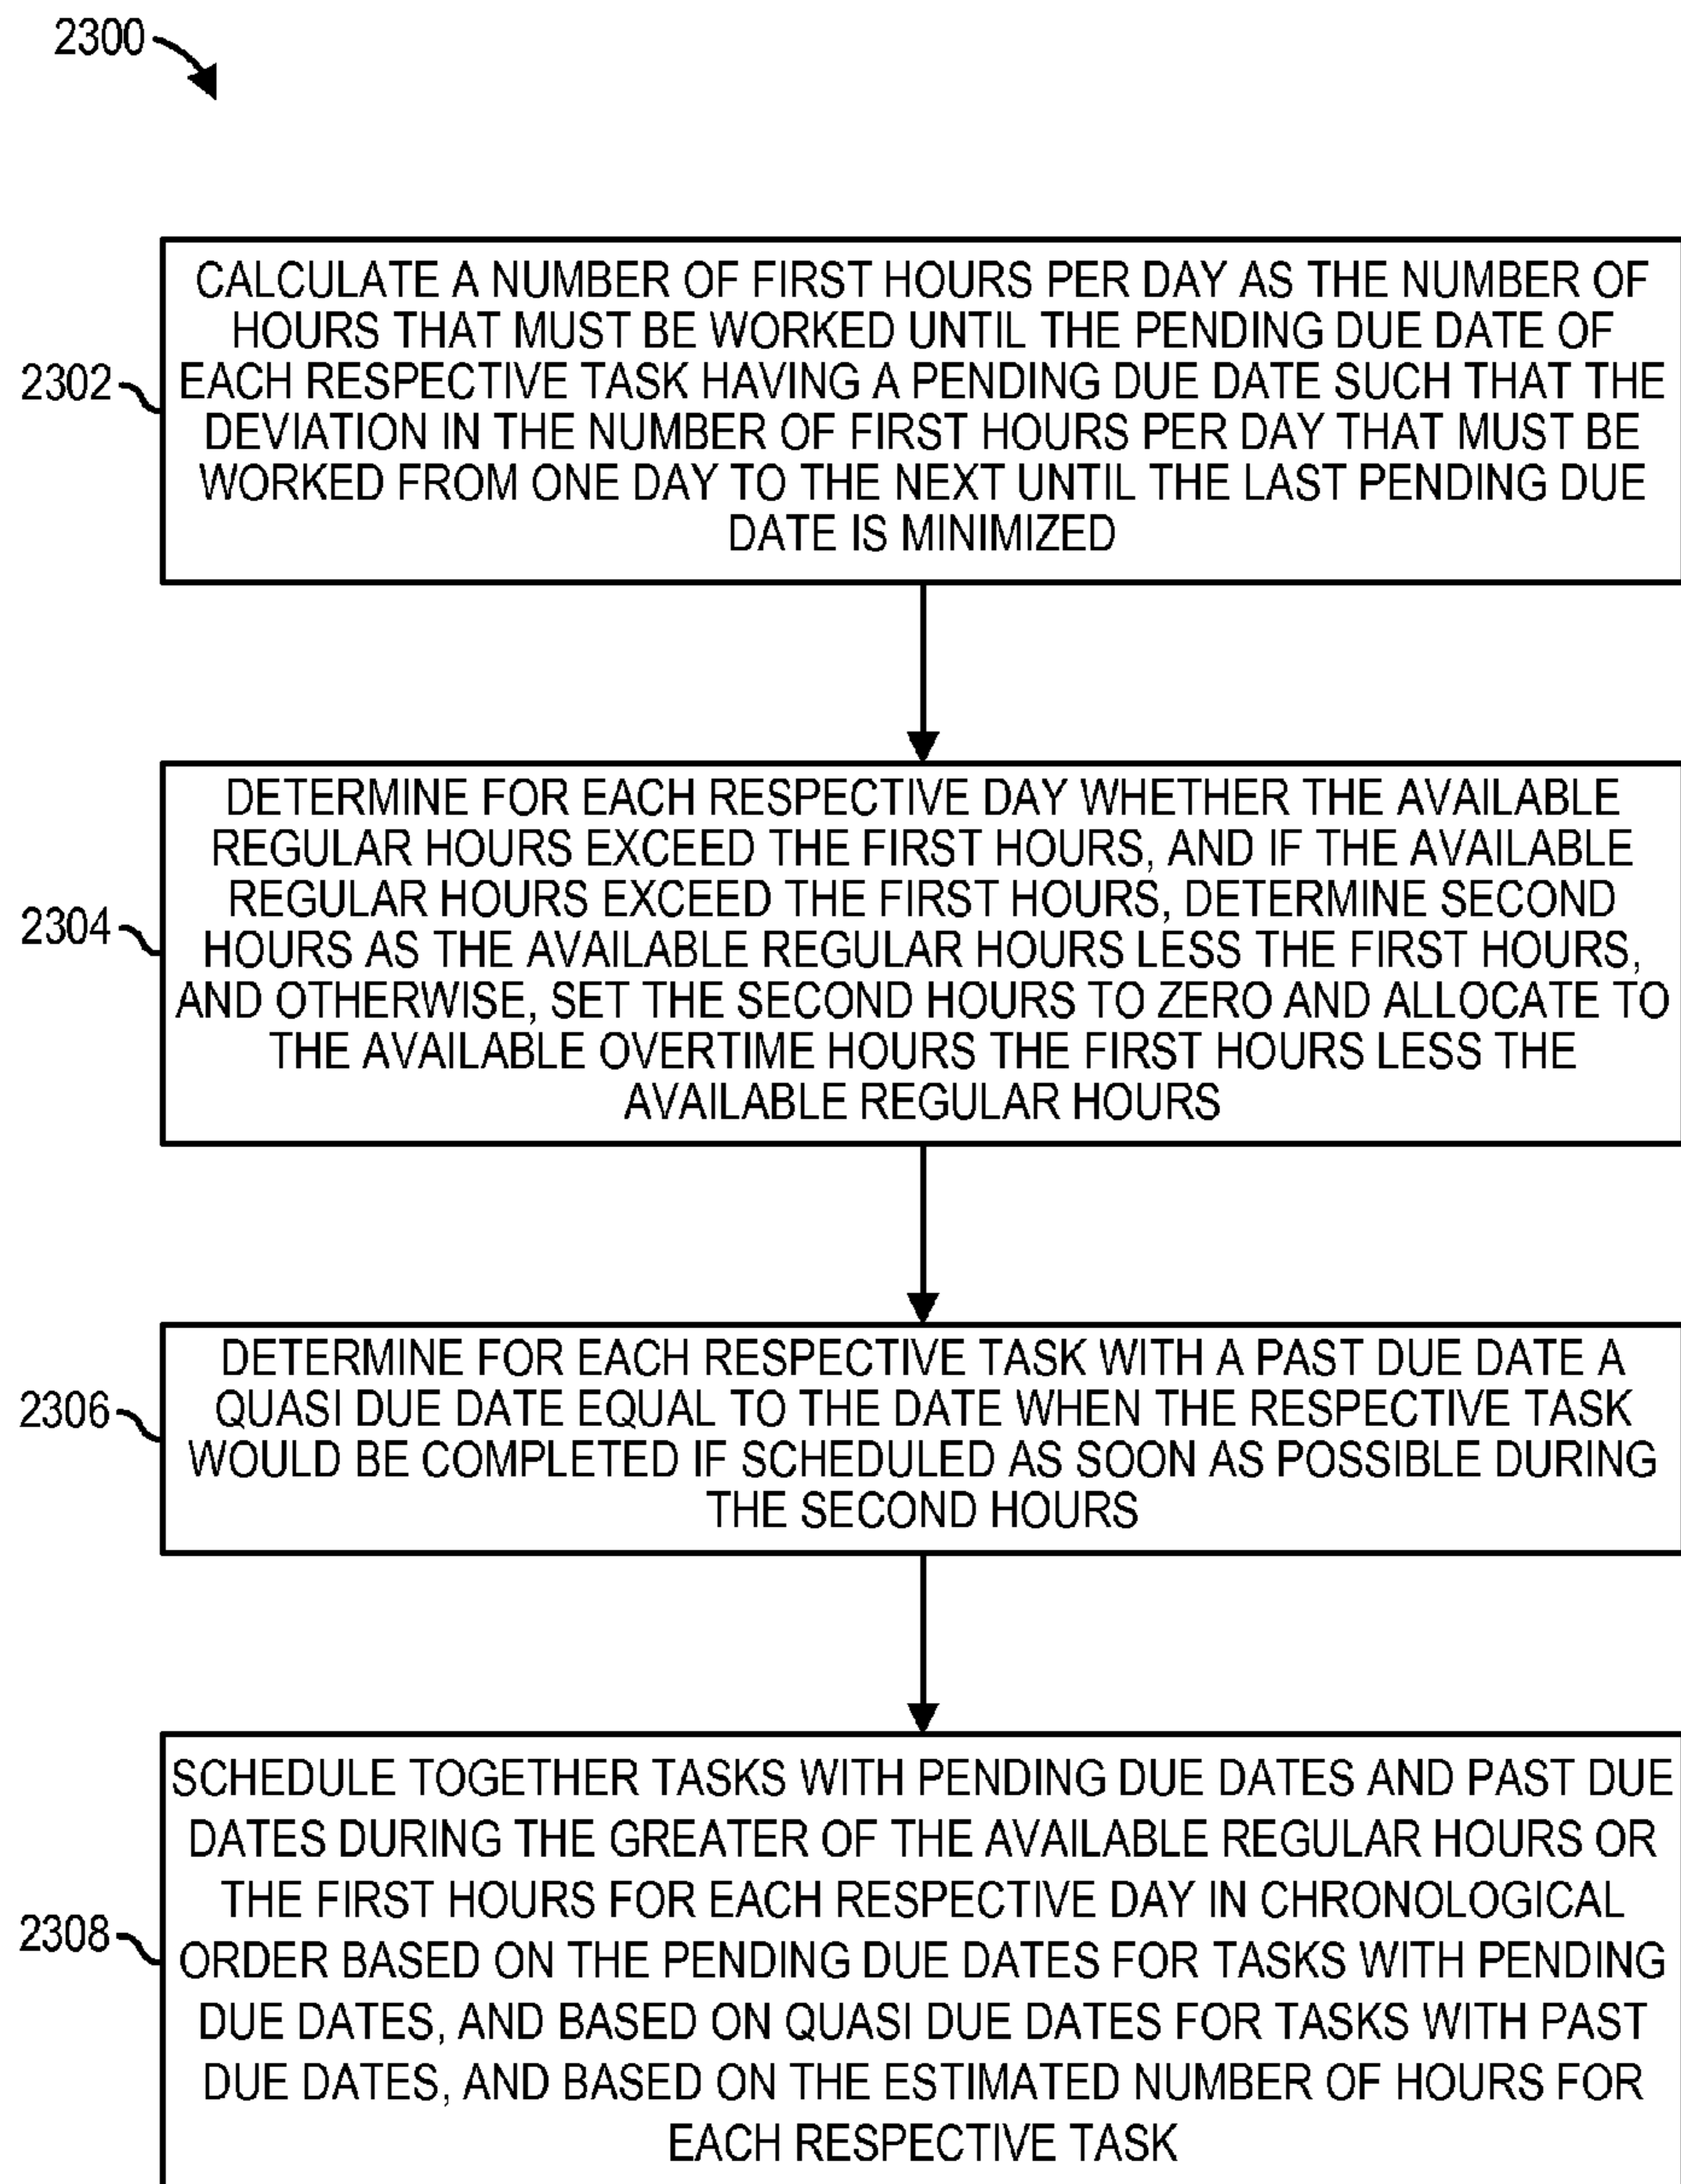 2300
CALCULATE A NUMBER OF FIRST HOURS PER DAY AS THE NUMBER OF
HOURS THAT MUST BE WORKED UNTIL THE PENDING DUE DATE OF
2302
EACH RESPECTIVE TASK HAVING A PENDING DUE DATE SUCH THAT THE
DEVIATION IN THE NUMBER OF FIRST HOURS PER DAY THAT MUST BE
WORKED FROM ONE DAY TO THE NEXT UNTIL THE LAST PENDING DUE
DATE IS MINIMIZED
DETERMINE FOR EACH RESPECTIVE DAY WHETHER THE AVAILABLE
REGULAR HOURS EXCEED THE FIRST HOURS, AND IF THE AVAILABLE
REGULAR HOURS EXCEED THE FIRST HOURS, DETERMINE SECOND
2304
HOURS AS THE AVAILABLE REGULAR HOURS LESS THE FIRST HOURS,
AND OTHERWISE, SET THE SECOND HOURS TO ZERO AND ALLOCATE TO
THE AVAILABLE OVERTIME HOURS THE FIRST HOURS LESS THE
AVAILABLE REGULAR HOURS
DETERMINE FOR EACH RESPECTIVE TASK WITH A PAST DUE DATE A
2306
QUASI DUE DATE EQUAL TO THE DATE WHEN THE RESPECTIVE TASK
WOULD BE COMPLETED IF SCHEDULED AS SOON AS POSSIBLE DURING
THE SECOND HOURS
SCHEDULE TOGETHER TASKS WITH PENDING DUE DATES AND PAST DUE
DATES DURING THE GREATER OF THE AVAILABLE REGULAR HOURS OR
THE FIRST HOURS FOR EACH RESPECTIVE DAY IN CHRONOLOGICAL
2308
ORDER BASED ON THE PENDING DUE DATES FOR TASKS WITH PENDING
DUE DATES, AND BASED ON QUASI DUE DATES FOR TASKS WITH PAST
DUE DATES, AND BASED ON THE ESTIMATED NUMBER OF HOURS FOR
EACH RESPECTIVE TASK